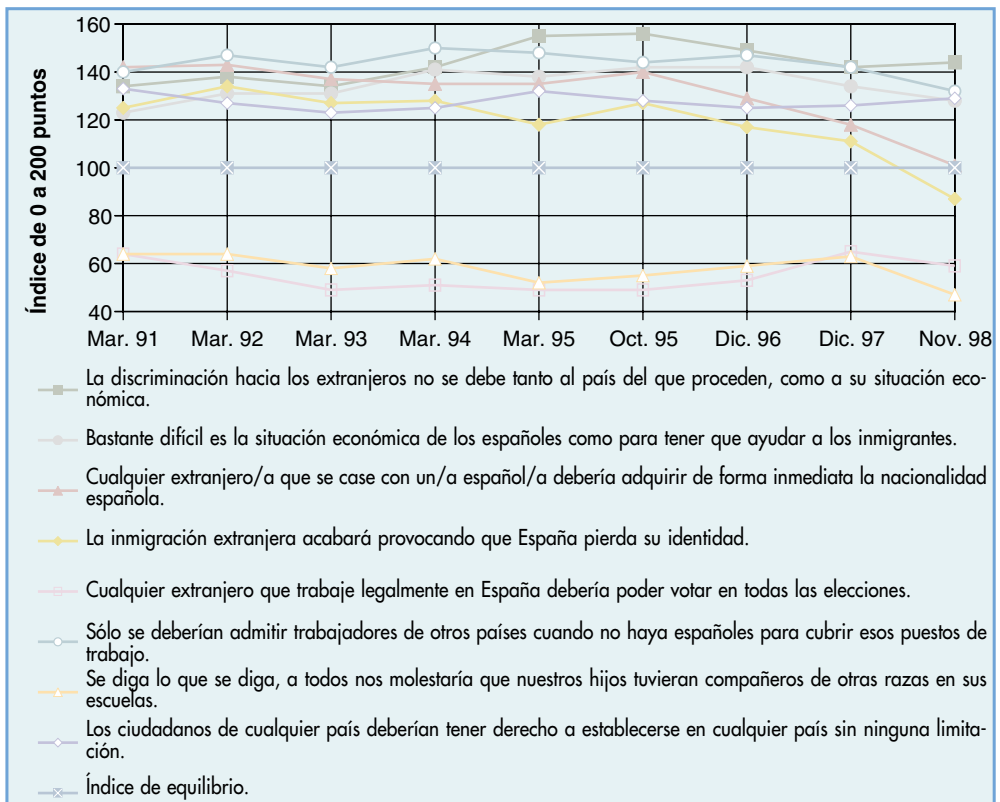 160
140
120
100
80
60
40
Índice de 0 a 200 puntos
Mar. 91 Mar. 92 Mar. 93 Mar. 94 Mar. 95 Oct. 95 Dic. 96 Dic. 97 Nov. 98
La discriminación hacia los extranjeros no se debe tanto al país del que proceden, como a su situación eco-
nómica.
Bastante difícil es la situación económica de los españoles como para tener que ayudar a los inmigrantes.
Cualquier extranjero/a que se case con un/a español/a debería adquirir de forma inmediata la nacionalidad
española.
La inmigración extranjera acabará provocando que España pierda su identidad.
Cualquier extranjero que trabaje legalmente en España debería poder votar en todas las elecciones.
Sólo se deberían admitir trabajadores de otros países cuando no haya españoles para cubrir esos puestos de
trabajo.
Se diga lo que se diga, a todos nos molestaría que nuestros hijos tuvieran compañeros de otras razas en sus
escuelas.
Los ciudadanos de cualquier país deberían tener derecho a establecerse en cualquier país sin ninguna limita-
ción.
Índice de equilibrio.